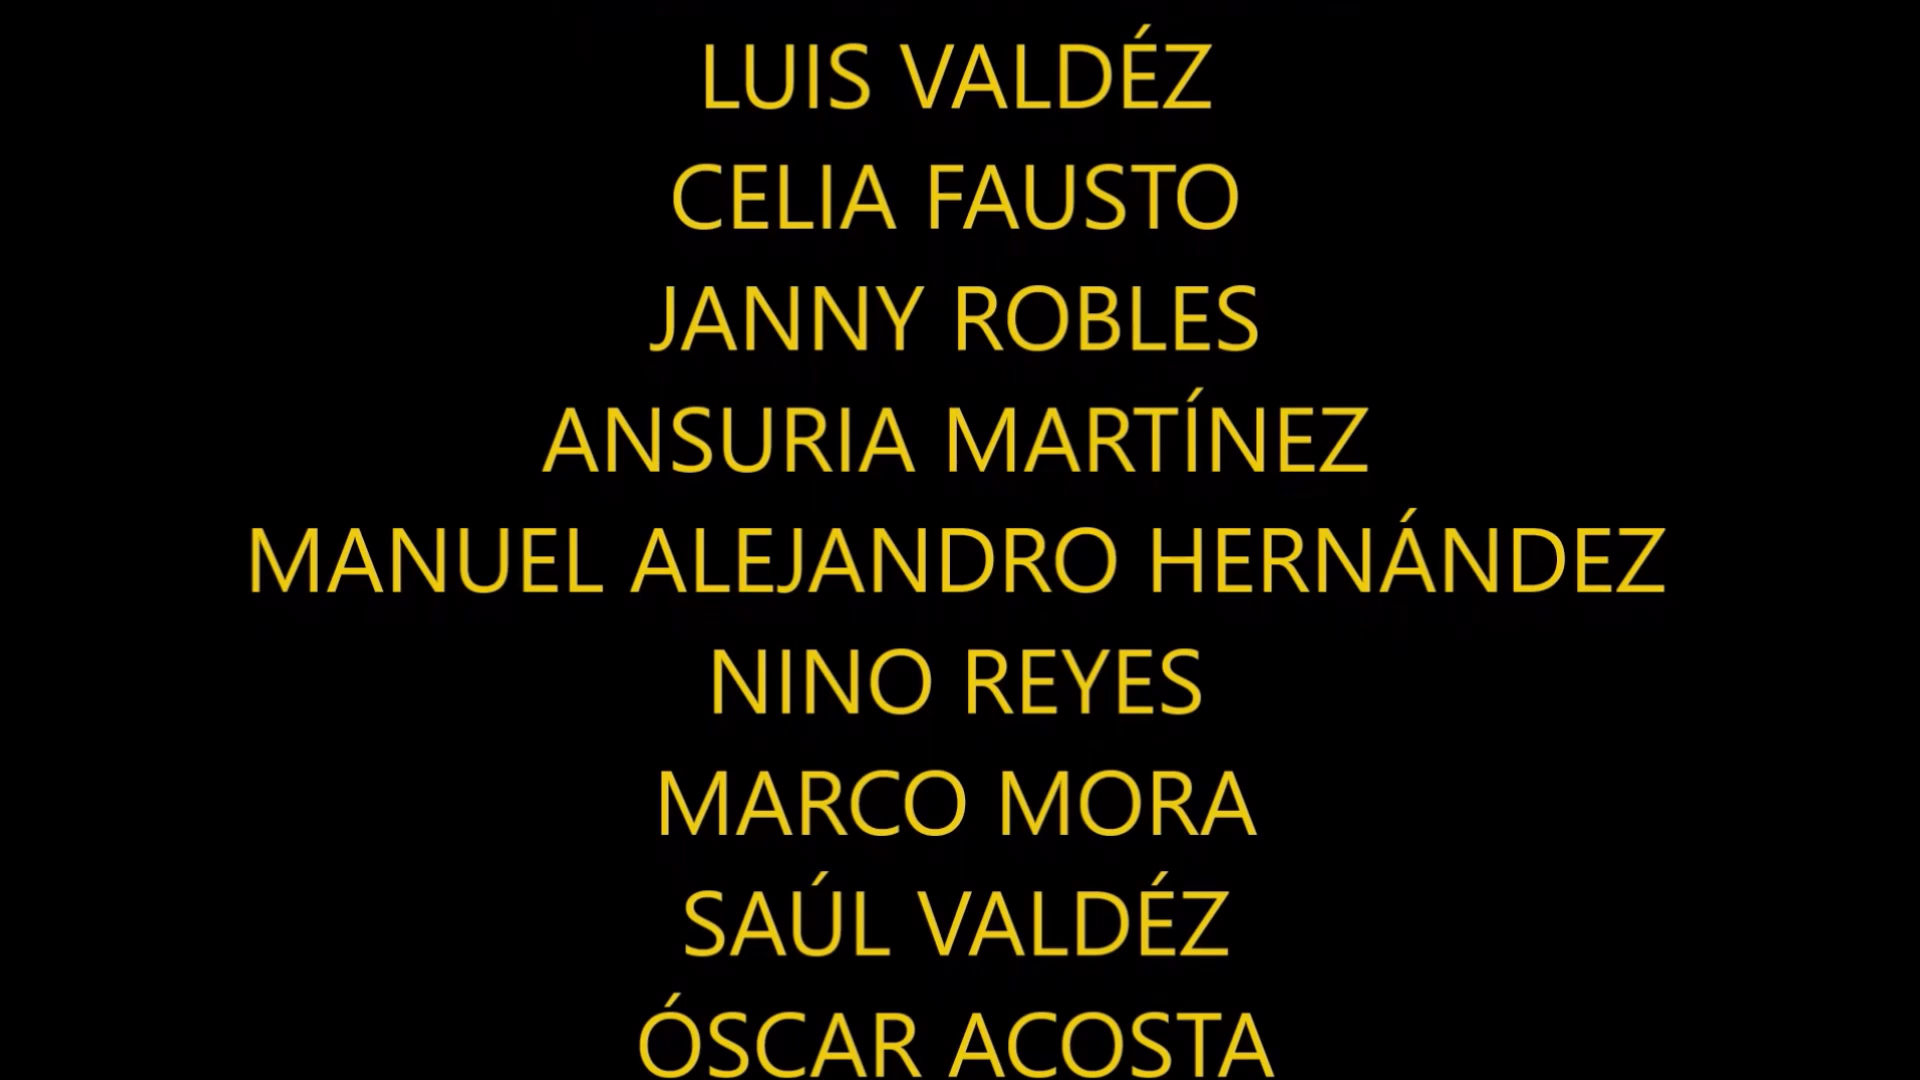 LUIS VALDÉZ
CELIA FAUSTO
JANNY ROBLES
ANSURIA MARTÍNEZ
MANUEL ALEJANDRO HERNÁNDEZ
NINO REYES
MARCO MORA
SAÚL VALDÉZ
ÓSCAR ACOSTA